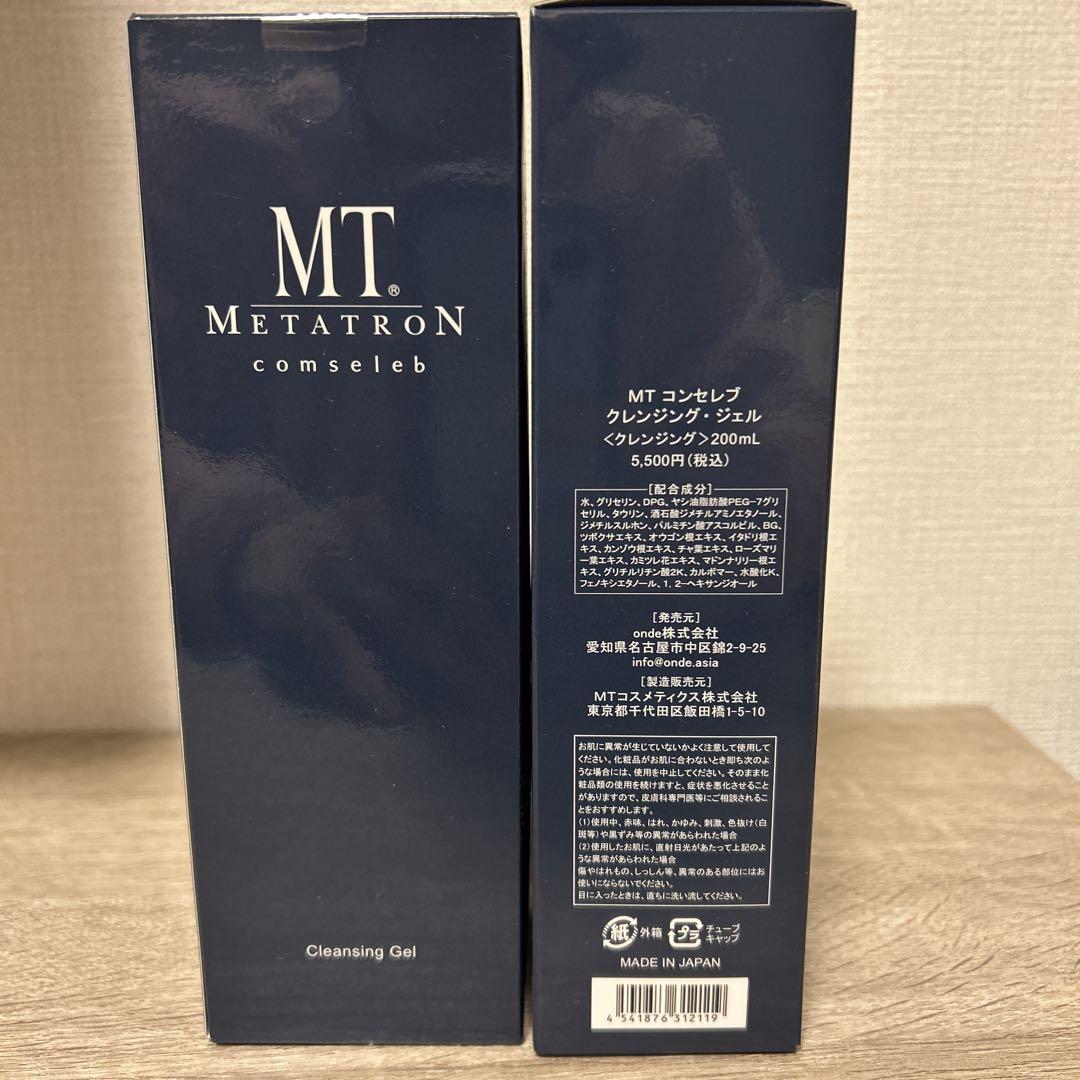 MT®
METATRON
comseleb
Cleansing Gel
MT コンセレブ
クレンジング・ジェル
<クレンジング>200mL
5,500円(税込)
[配合成分]
水、グリセリン、DPG、ヤシ油脂肪酸PEG-7グリ
セリル、タウリン、酒石酸ジメチルアミノエタノール、
ジメチルスルホン、パルミチン酸アスコルビル、BG、
ツボクサエキス、オウゴン根エキス、イタドリ根エ
キス、カンゾウ根エキス、チャ葉エキス、ローズマリ
ー葉エキス、カミツレ花エキス、マドンナリリー根エ
キス、グリチルリチン酸2K、カルボマー、水酸化K、
フェノキシエタノール、1,2-ヘキサンジオール
[発売元]
onde株式会社
愛知県名古屋市中区錦2-9-25
info@onde.asia
[製造販売元]
MTコスメティクス株式会社
東京都千代田区飯田橋1-5-10
お肌に異常が生じていないかよく注意して使用して
ください。化粧品がお肌に合わないとき即ち次のよ
うな場合には、使用を中止してください。そのまま化
粧品類の使用を続けますと、症状を悪化させること
がありますので、皮膚科専門医等にご相談されるこ
とをおすすめします。
(1)使用中、赤味、はれ、かゆみ、刺激、色抜け(白
斑等)や黒ずみ等の異常があらわれた場合
(2)使用したお肌に、直射日光があたって上記のよ
うな異常があらわれた場合
傷やはれもの、しっしん等、異常のある部位にはお
使いにならないでください。
目に入ったときは、直ちに洗い流してください。
紙 外箱 プラ チューブ
キャップ
MADE IN JAPAN
4 541876 312119